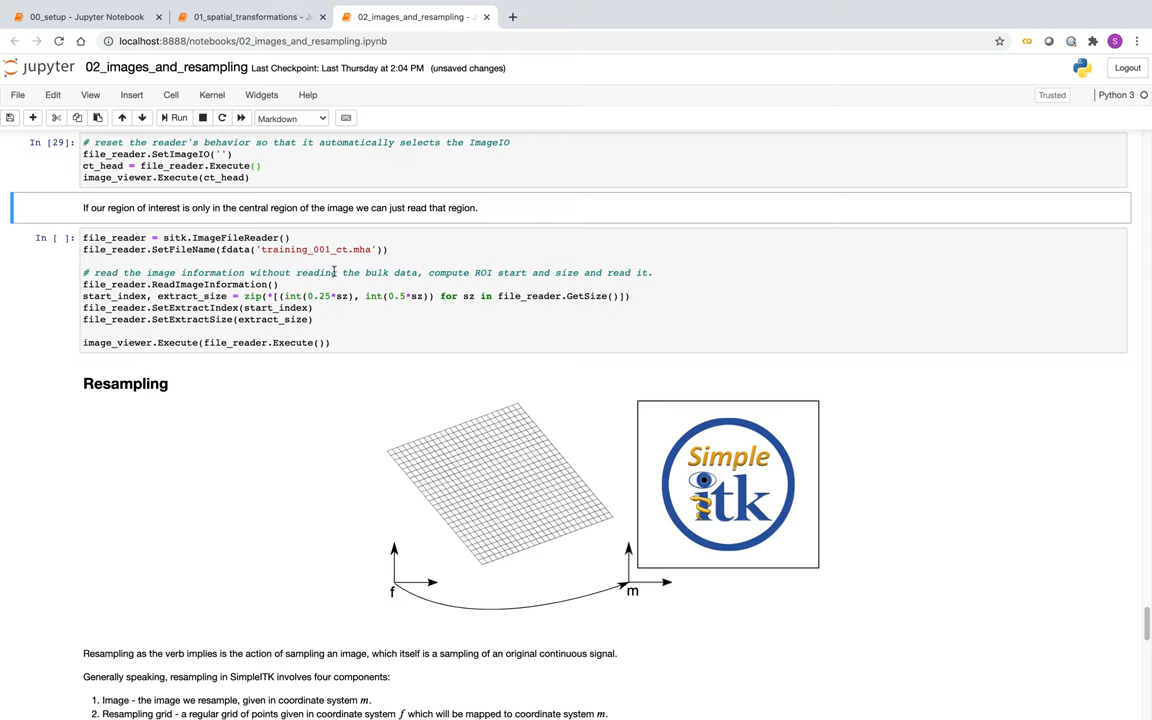 00_setup - Jupyter Notebook
01_spatial_transformations - Ju
02_images_and_resampling - J
localhost:8888/notebooks/02_images_and_resampling.ipynb
S
jupyter 02_images_and_resampling Last Checkpoint: Last Thursday at 2:04 PM (unsaved changes)
Logout
File Edit View Insert Cell Kernel Widgets Help
Trusted
Python 3
Run
Markdown
In [29]:
# reset the reader's behavior so that it automatically selects the ImageIO
file_reader.SetImageIO('')
ct_head = file_reader.Execute()
image_viewer.Execute(ct_head)
If our region of interest is only in the central region of the image we can just read that region.
In [ ]:
file_reader = sitk.ImageFileReader()
file_reader.SetFileName(fdata('training_001_ct.mha'))
# read the image information without reading the bulk data, compute ROI start and size and read it.
file_reader.ReadImageInformation()
start_index, extract_size = zip(*[(int(0.25*sz), int(0.5*sz)) for sz in file_reader.GetSize()])
file_reader.SetExtractIndex(start_index)
file_reader.SetExtractSize(extract_size)
image_viewer.Execute(file_reader.Execute())
Resampling
Simple
itk
f
m
Resampling as the verb implies is the action of sampling an image, which itself is a sampling of an original continuous signal.
Generally speaking, resampling in SimpleITK involves four components:
1. Image - the image we resample, given in coordinate system m.
2. Resampling grid - a regular grid of points given in coordinate system f which will be mapped to coordinate system m.